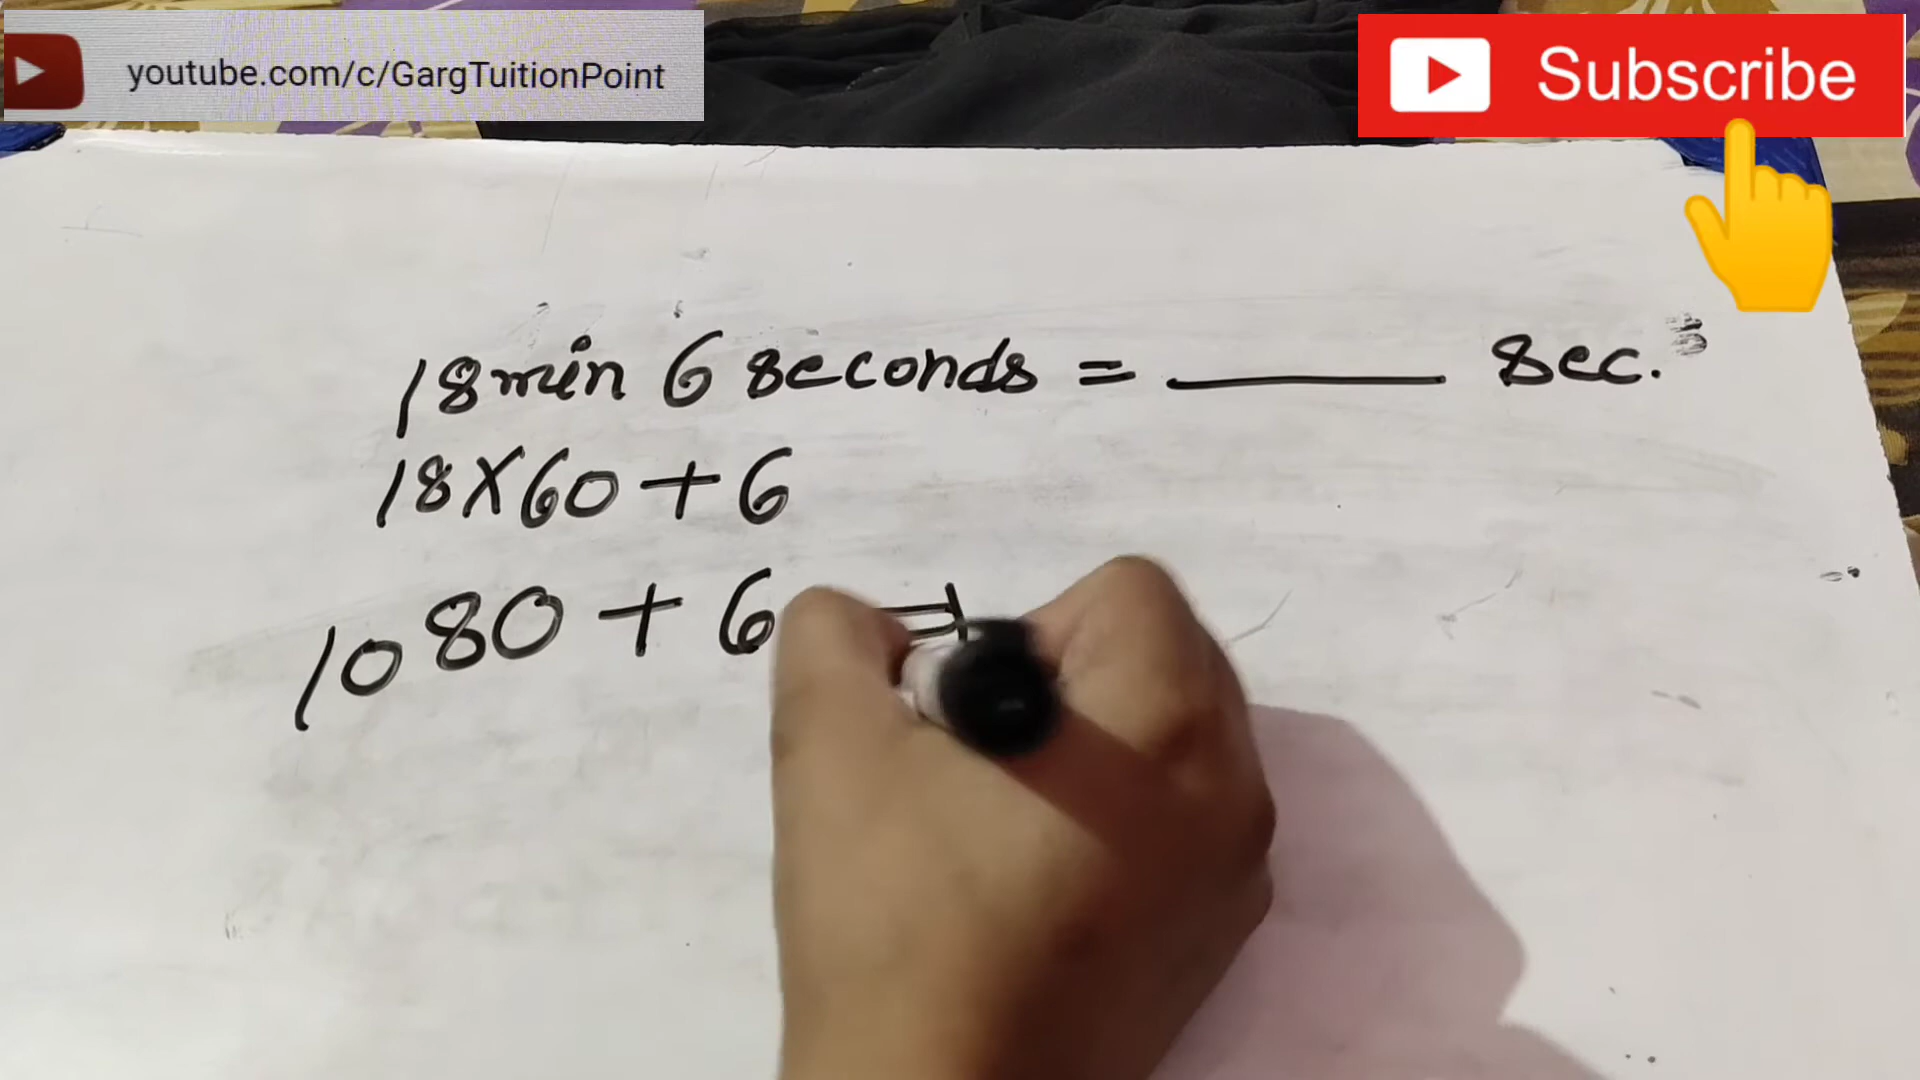 youtube.com/c/GargTuitionPoint
Subscribe
18 min 6 seconds = ______ sec.
18X60+6
1080+6 =